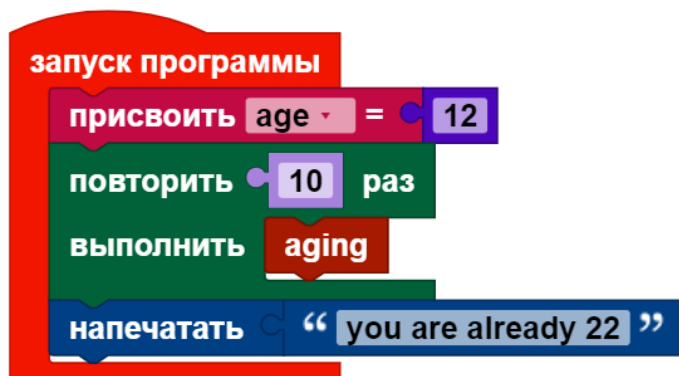 запуск программы
присвоить age = 12
повторить 10 раз
выполнить aging
напечатать “ you are already 22 ”